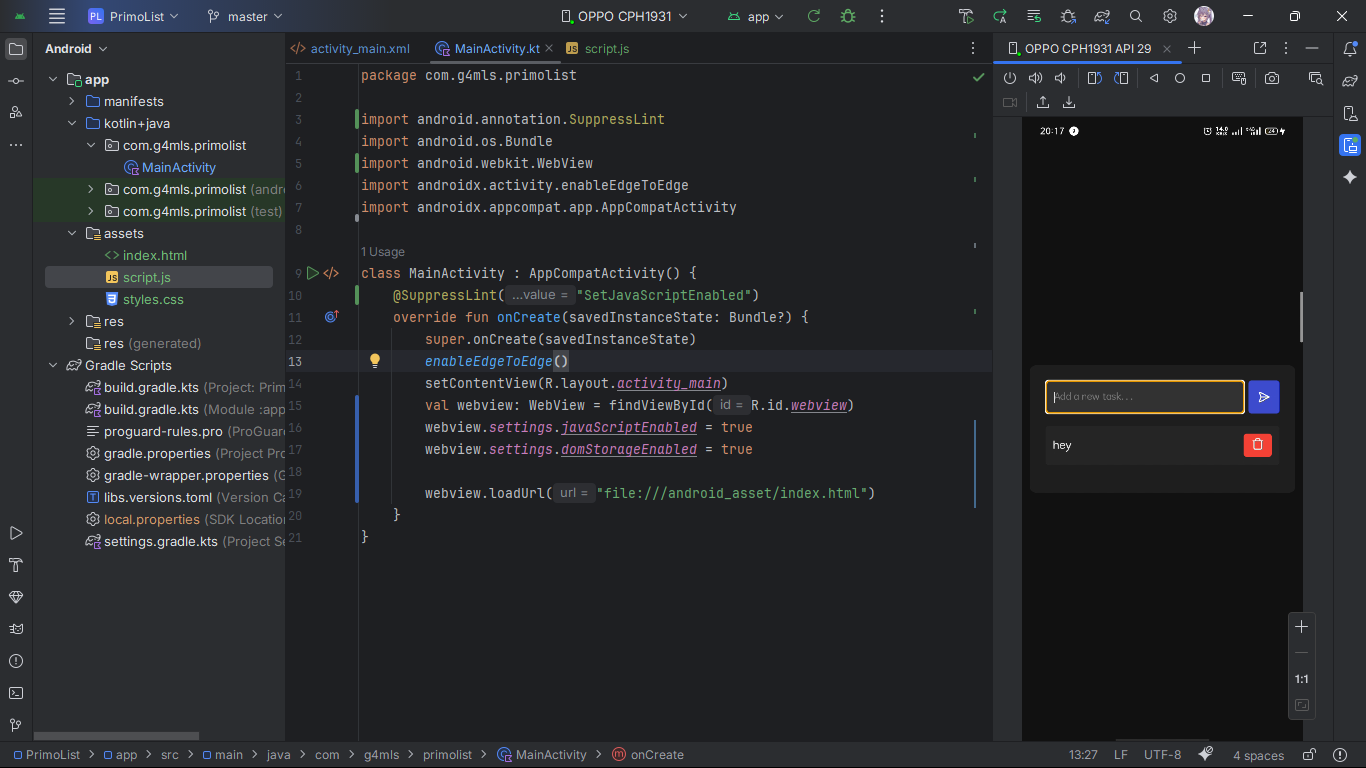 PL PrimoList master OPPO CPH1931 app
Android
app
manifests
kotlin+java
com.g4mls.primolist
MainActivity
com.g4mls.primolist (andro
com.g4mls.primolist (test)
assets
<> index.html
JS script.js
styles.css
res
res (generated)
Gradle Scripts
build.gradle.kts (Project: Prim
build.gradle.kts (Module :app
proguard-rules.pro (ProGuar
gradle.properties (Project Pro
gradle-wrapper.properties (G
libs.versions.toml (Version Ca
local.properties (SDK Location
settings.gradle.kts (Project Se
</> activity_main.xml MainActivity.kt JS script.js
1 package com.g4mls.primolist
2
3 import android.annotation.SuppressLint
4 import android.os.Bundle
5 import android.webkit.WebView
6 import androidx.activity.enableEdgeToEdge
7 import androidx.appcompat.app.AppCompatActivity
8
1 Usage
9 </> class MainActivity : AppCompatActivity() {
10 @SuppressLint( ...value = "SetJavaScriptEnabled")
11 override fun onCreate(savedInstanceState: Bundle?) {
12 super.onCreate(savedInstanceState)
13 enableEdgeToEdge()
14 setContentView(R.layout.activity_main)
15 val webview: WebView = findViewById( id = R.id.webview)
16 webview.settings.javaScriptEnabled = true
17 webview.settings.domStorageEnabled = true
18
19 webview.loadUrl( url = "file:///android_asset/index.html")
20 }
21 }
OPPO CPH1931 API 29
20:17
Add a new task...
hey
1:1
PrimoList > app > src > main > java > com > g4mls > primolist > MainActivity > m onCreate 13:27 LF UTF-8 4 spaces